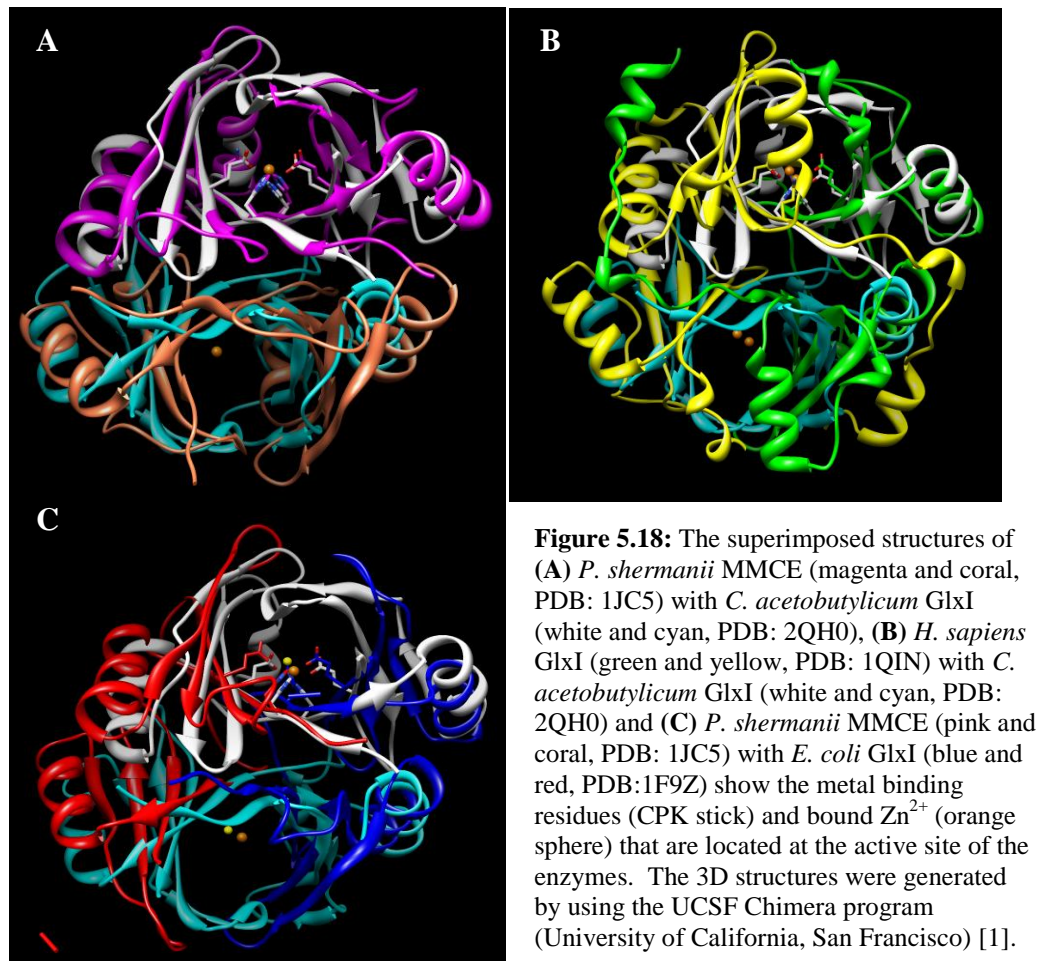 A
B
C
Figure 5.18: The superimposed structures of
(A) P. shermanii MMCE (magenta and coral,
PDB: 1JC5) with C. acetobutylicum GlxI
(white and cyan, PDB: 2QH0), (B) H. sapiens
GlxI (green and yellow, PDB: 1QIN) with C.
acetobutylicum GlxI (white and cyan, PDB:
2QH0) and (C) P. shermanii MMCE (pink and
coral, PDB: 1JC5) with E. coli GlxI (blue and
red, PDB:1F9Z) show the metal binding
residues (CPK stick) and bound Zn²⁺ (orange
sphere) that are located at the active site of the
enzymes.  The 3D structures were generated
by using the UCSF Chimera program
(University of California, San Francisco) [1].